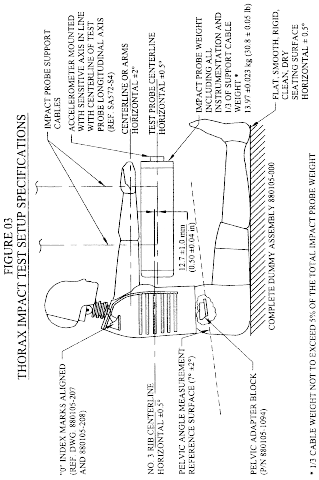 FIGURE 03
THORAX IMPACT TEST SETUP SPECIFICATIONS
"0" INDEX MARKS ALIGNED
(REF. DWG. 880105-207
AND 880105-208)
NO. 3 RIB CENTERLINE
HORIZONTAL ±0.5°
PELVIC ANGLE MEASUREMENT
REFERENCE SURFACE (7° ±2°)
PELVIC ADAPTER BLOCK
(P/N 880105-1094)
IMPACT PROBE SUPPORT
CABLES
ACCELEROMETER MOUNTED
WITH SENSITIVE AXIS IN LINE
WITH CENTERLINE OF TEST
PROBE LONGITUDINAL AXIS
(REF. SA572-S4)
CENTERLINE OR ARMS
HORIZONTAL ±2°
TEST PROBE CENTERLINE
HORIZONTAL ±0.5°
IMPACT PROBE WEIGHT
INCLUDING ALL
INSTRUMENTATION AND
1/3 OF SUPPORT CABLE
WEIGHT *
13.97 ±0.023 kg (30.8 ± 0.05 lb)
FLAT, SMOOTH, RIGID,
CLEAN, DRY
SEATING SURFACE
HORIZONTAL ± 0.5°
12.7 ±1.0 mm
(0.50 ±0.04 in)
COMPLETE DUMMY ASSEMBLY 880105-000
* 1/3 CABLE WEIGHT NOT TO EXCEED 5% OF THE TOTAL IMPACT PROBE WEIGHT